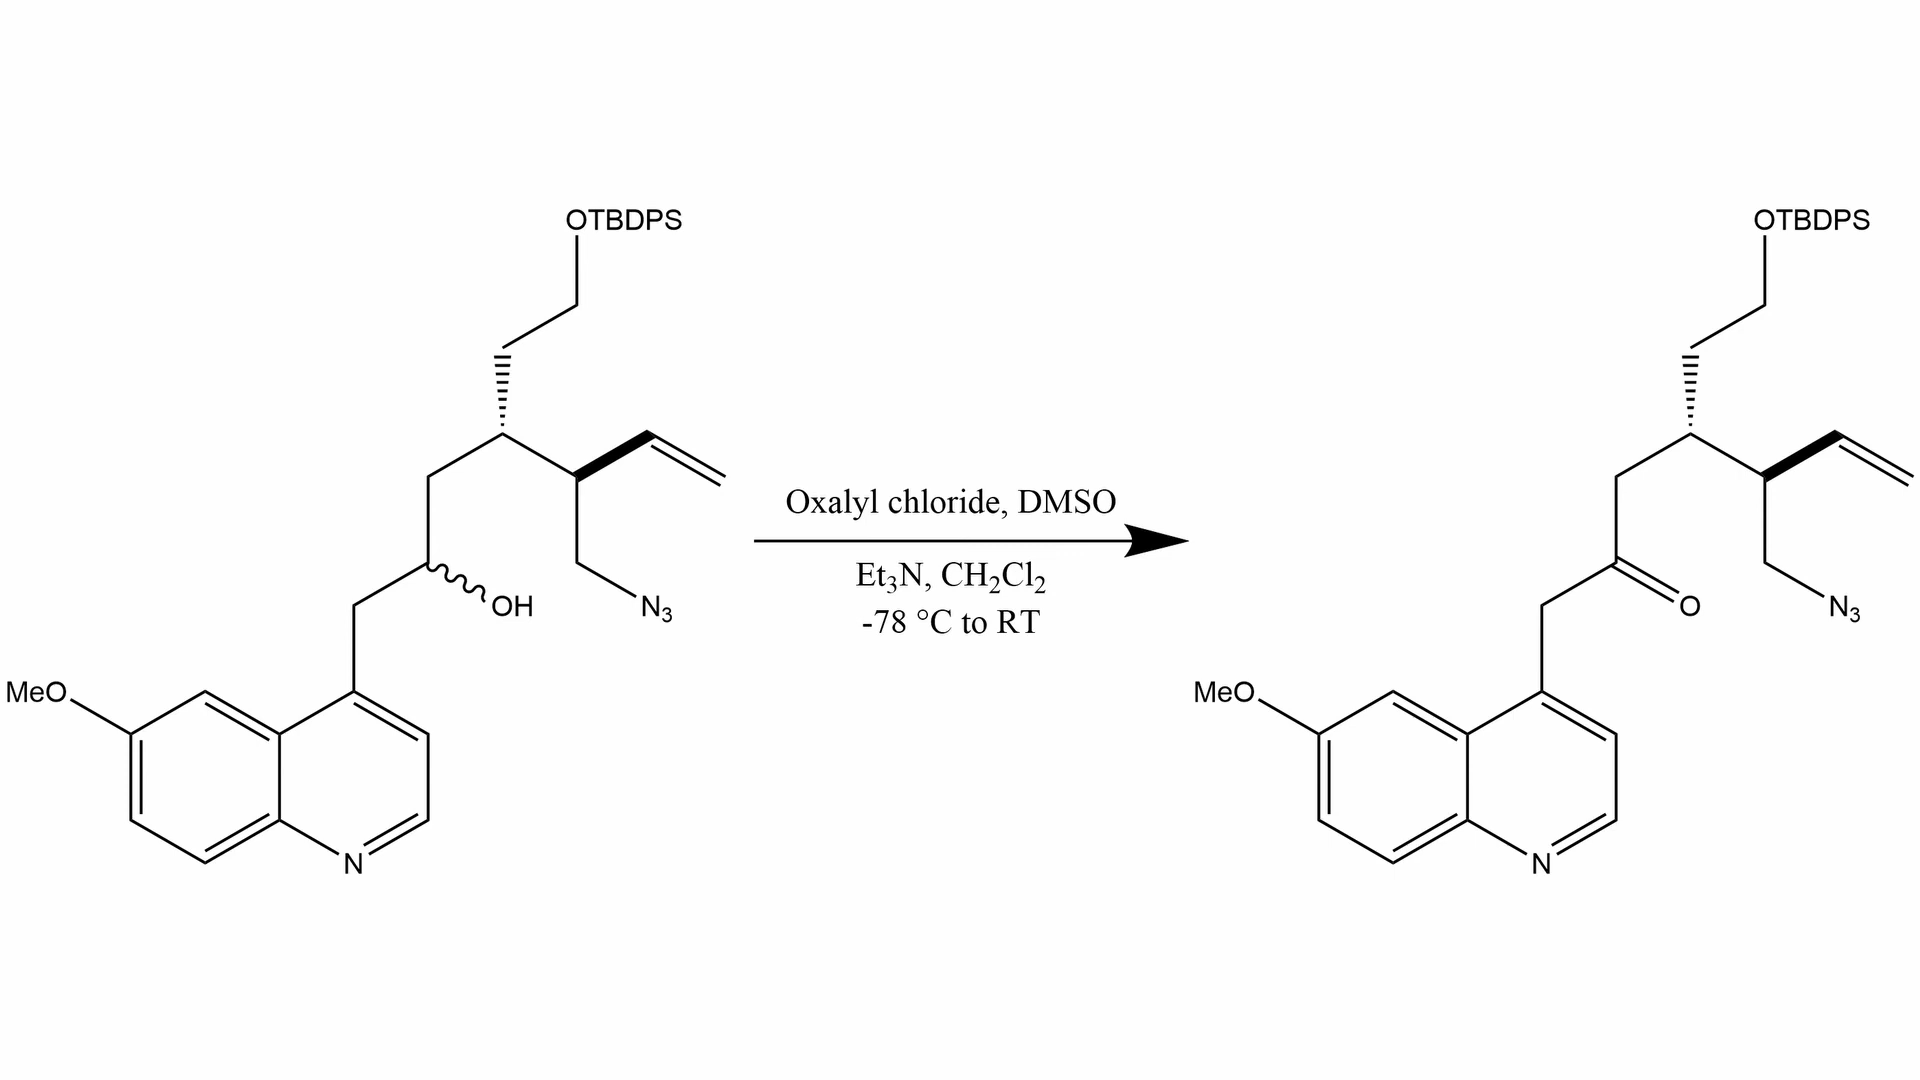 OTBDPS
OH
N₃
MeO
N
Oxalyl chloride, DMSO
Et₃N, CH₂Cl₂
-78 °C to RT
OTBDPS
O
N₃
MeO
N